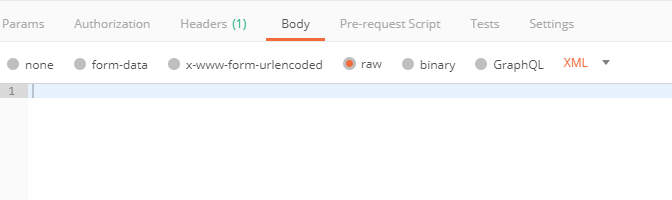 Params Authorization Headers (1) Body Pre-request Script Tests Settings
none form-data x-www-form-urlencoded raw binary GraphQL XML
1